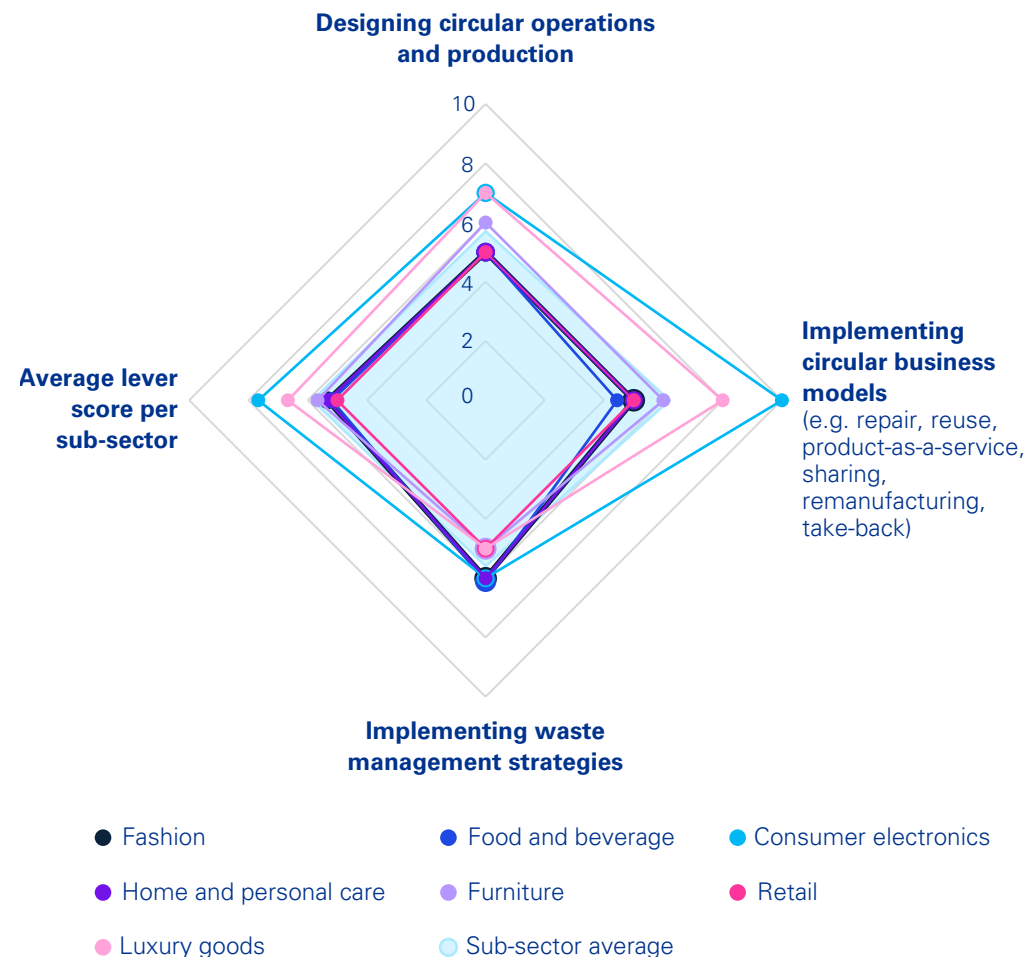 Designing circular operations
and production
10
8
6
4
2
0
Average lever
score per
sub-sector
Implementing
circular business
models
(e.g. repair, reuse,
product-as-a-service,
sharing,
remanufacturing,
take-back)
Implementing waste
management strategies
Fashion
Food and beverage
Consumer electronics
Home and personal care
Furniture
Retail
Luxury goods
Sub-sector average